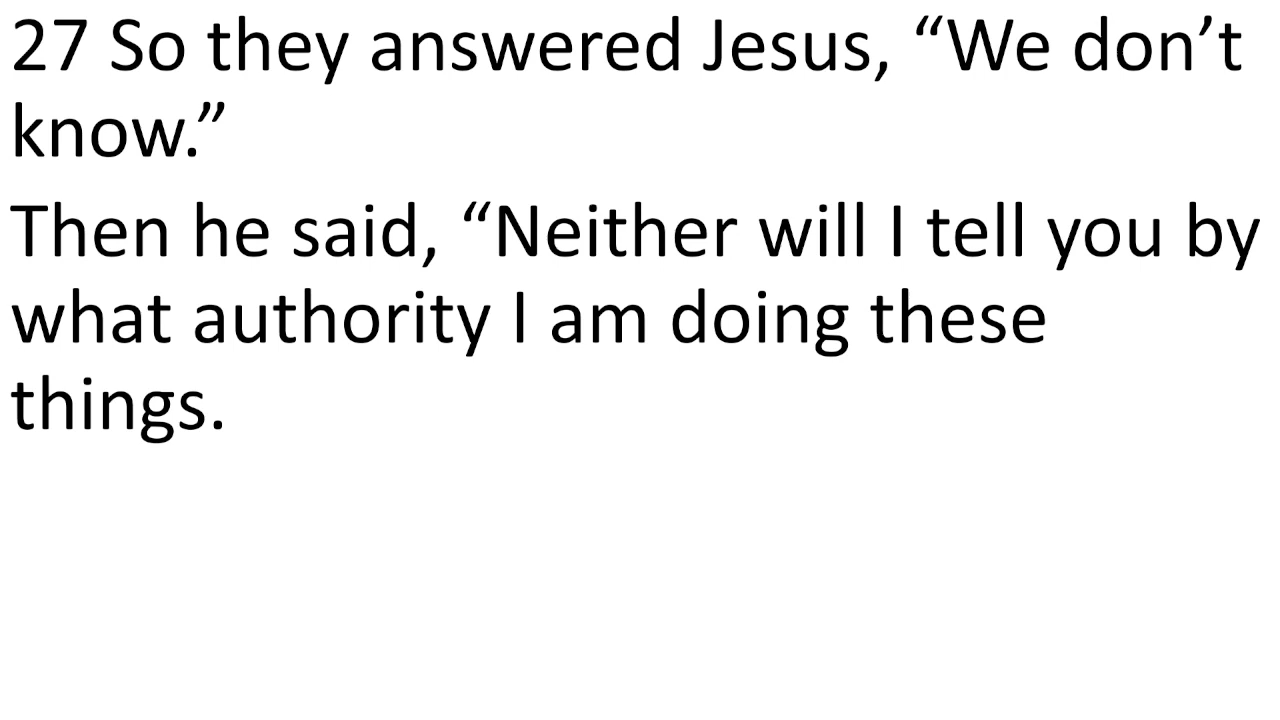 27 So they answered Jesus, “We don’t
know.”
Then he said, “Neither will I tell you by
what authority I am doing these
things.